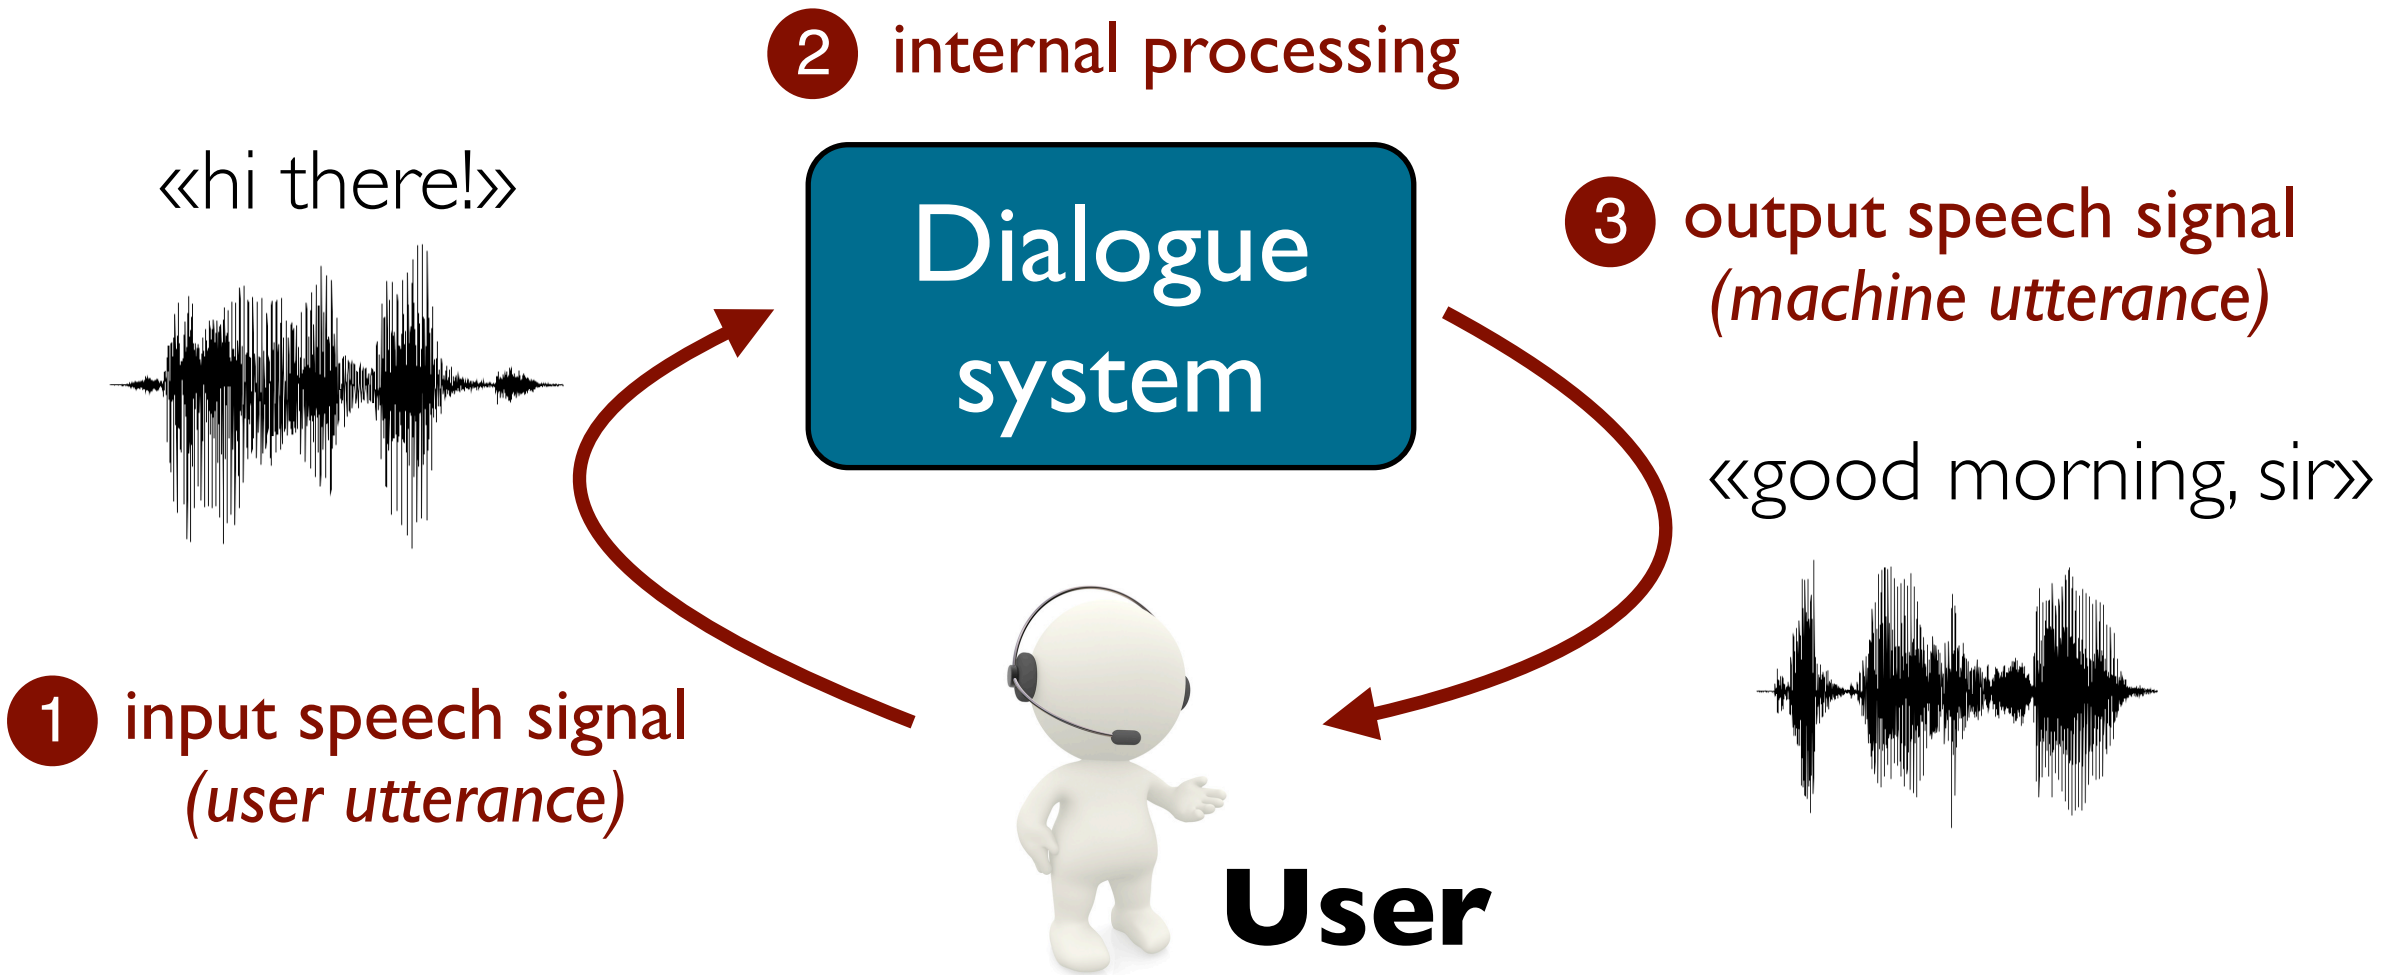 2 internal processing
«hi there!»
Dialogue
system
3 output speech signal
(machine utterance)
«good morning, sir»
1 input speech signal
(user utterance)
User